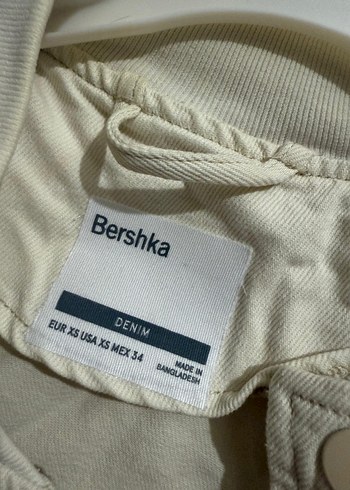 Bershka
DENIM
EUR XS USA XS MEX 34
MADE IN
BANGLADESH